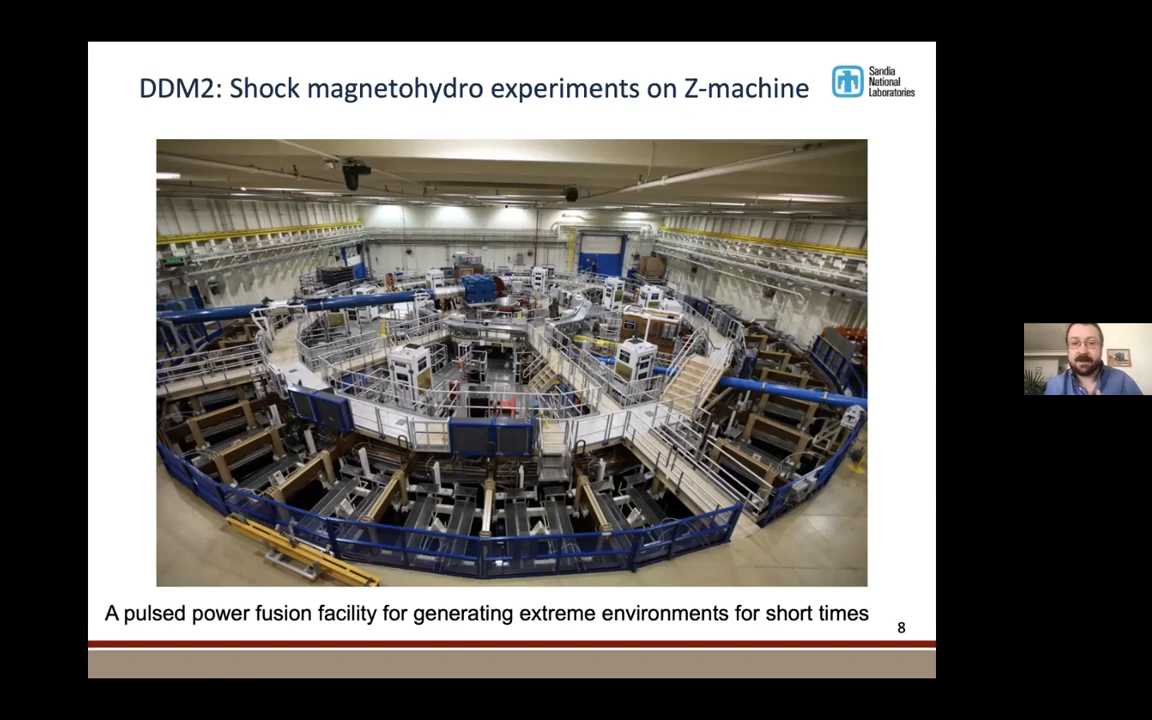 DDM2: Shock magnetohydro experiments on Z-machine
Sandia
National
Laboratories
A pulsed power fusion facility for generating extreme environments for short times
8